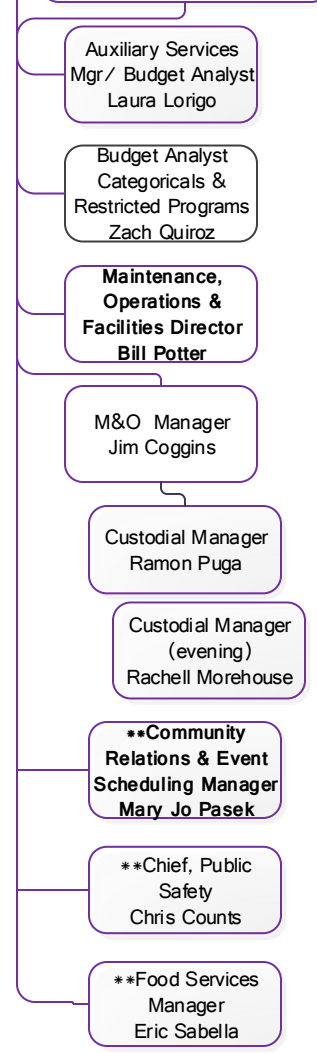 Auxiliary Services
Mgr/ Budget Analyst
Laura Lorigo
Budget Analyst
Categoricals &
Restricted Programs
Zach Quiroz
Maintenance,
Operations &
Facilities Director
Bill Potter
M&O Manager
Jim Coggins
Custodial Manager
Ramon Puga
Custodial Manager
(evening)
Rachell Morehouse
**Community
Relations & Event
Scheduling Manager
Mary Jo Pasek
**Chief, Public
Safety
Chris Counts
**Food Services
Manager
Eric Sabella